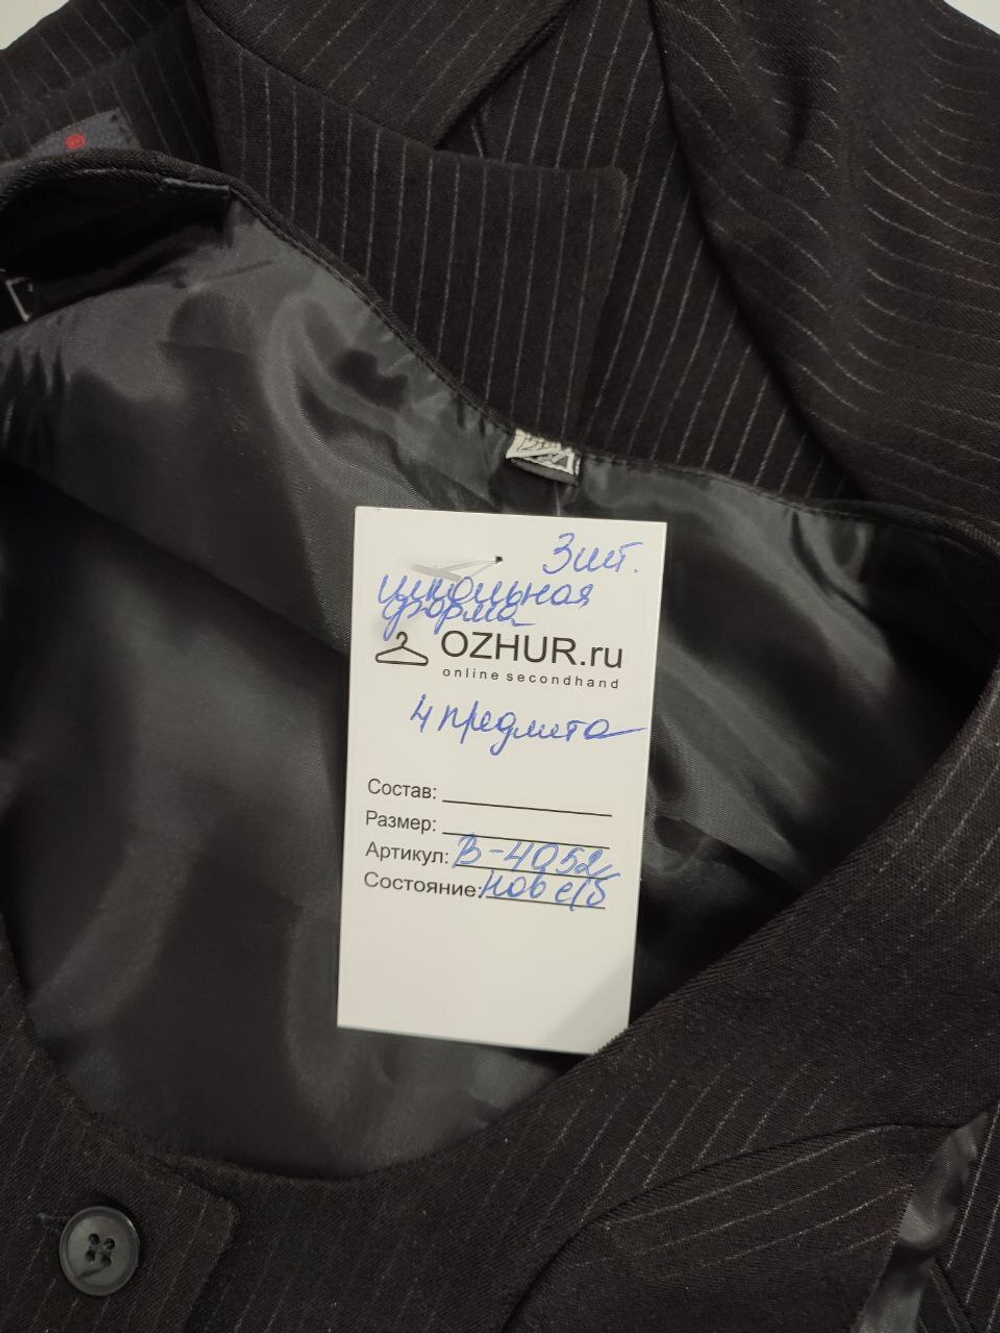 3шт.
школьная
форма
OZHUR.ru
online secondhand
4 предмета
Состав:
Размер:
Артикул: В-4052
Состояние: нов с/б